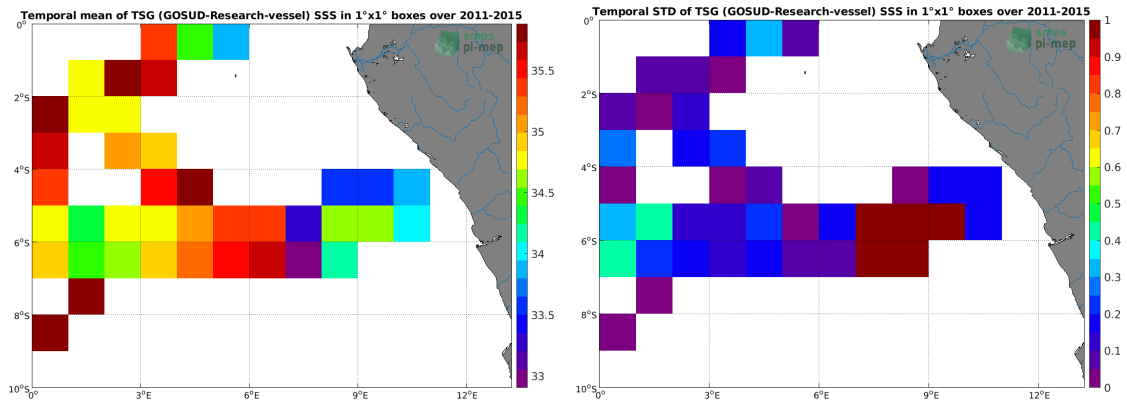 Temporal mean of TSG (GOSUD-Research-vessel) SSS in 1°x1° boxes over 2011-2015
0°
2°S
4°S
6°S
8°S
10°S
0°
3°E
6°E
9°E
12°E
smos
pi-mep
35.5
35
34.5
34
33.5
33
Temporal STD of TSG (GOSUD-Research-vessel) SSS in 1°x1° boxes over 2011-2015
0°
2°S
4°S
6°S
8°S
10°S
0°
3°E
6°E
9°E
12°E
smos
pi-mep
1
0.9
0.8
0.7
0.6
0.5
0.4
0.3
0.2
0.1
0